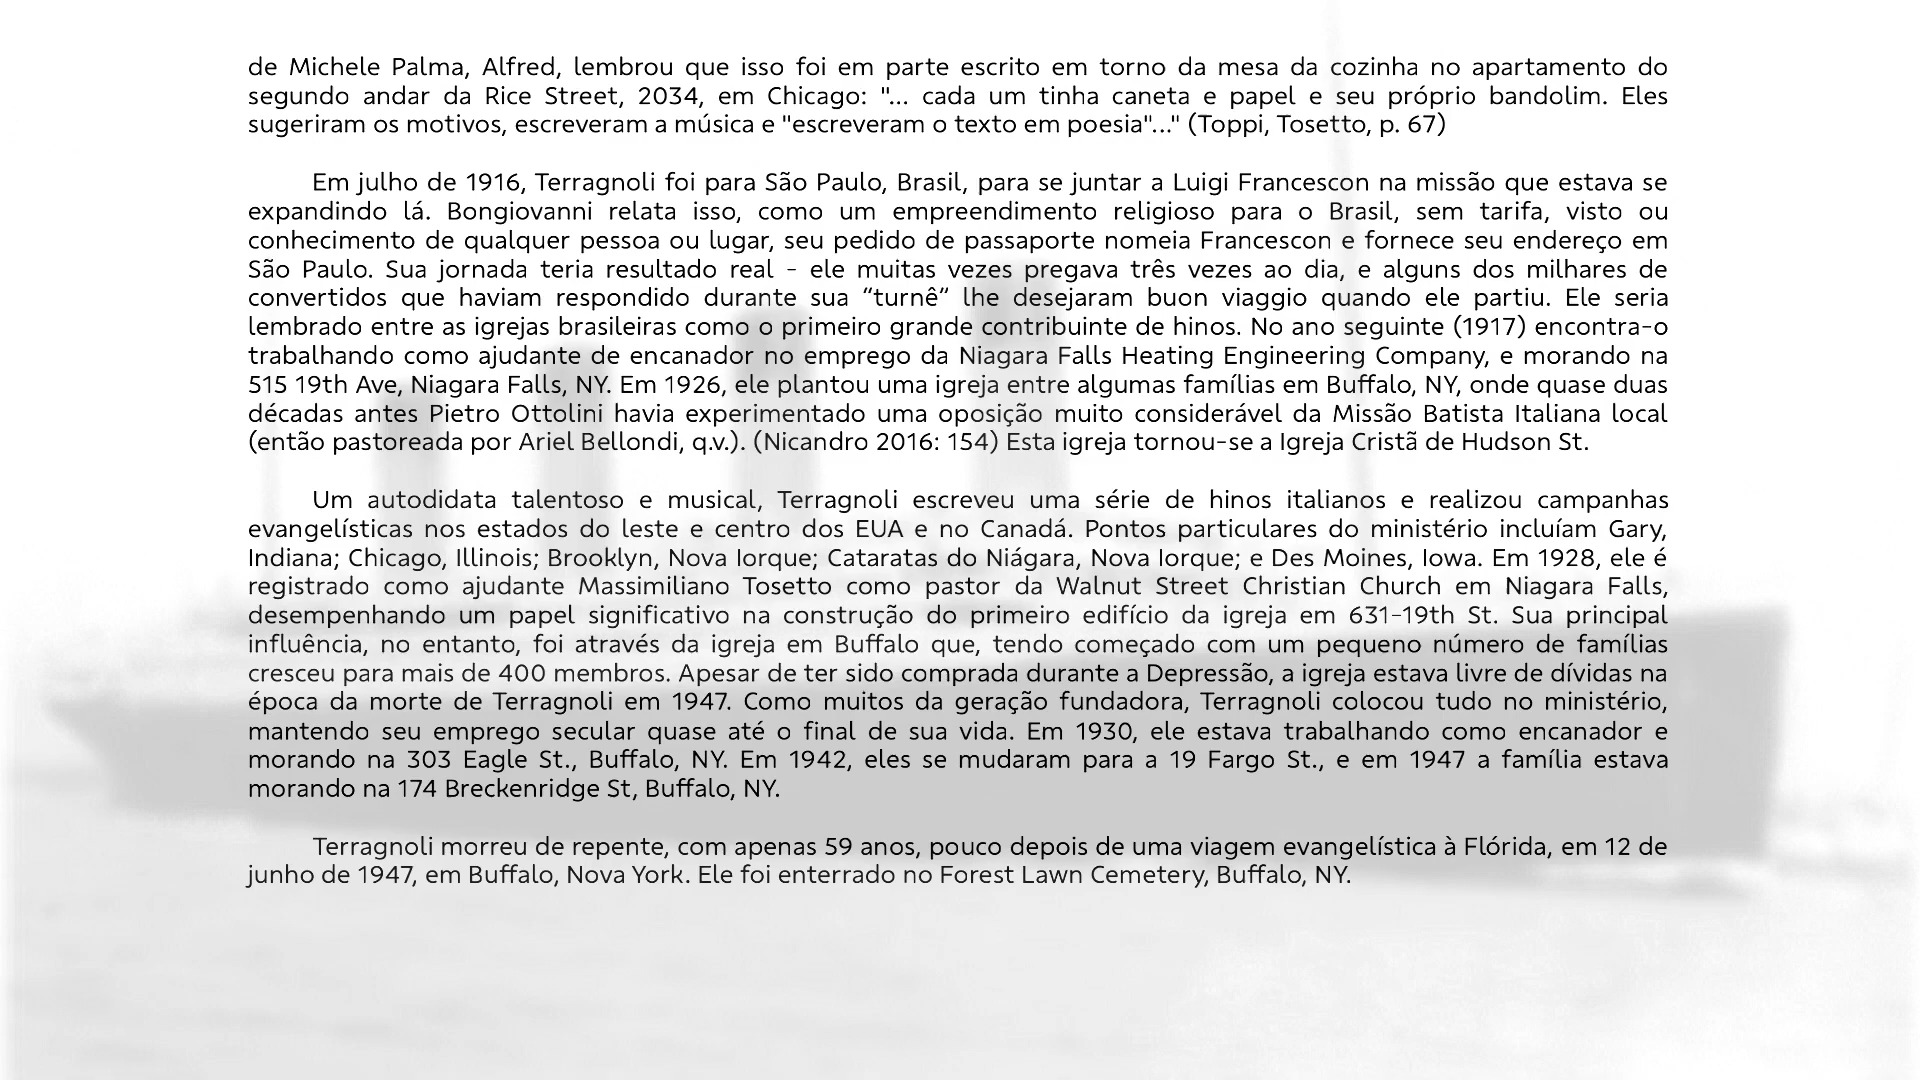 de Michele Palma, Alfred, lembrou que isso foi em parte escrito em torno da mesa da cozinha no apartamento do
segundo andar da Rice Street, 2034, em Chicago: "... cada um tinha caneta e papel e seu próprio bandolim. Eles
sugeriram os motivos, escreveram a música e "escreveram o texto em poesia"..." (Toppi, Tosetto, p. 67)
Em julho de 1916, Terragnoli foi para São Paulo, Brasil, para se juntar a Luigi Francescon na missão que estava se
expandindo lá. Bongiovanni relata isso, como um empreendimento religioso para o Brasil, sem tarifa, visto ou
conhecimento de qualquer pessoa ou lugar, seu pedido de passaporte nomeia Francescon e fornece seu endereço em
São Paulo. Sua jornada teria resultado real - ele muitas vezes pregava três vezes ao dia, e alguns dos milhares de
convertidos que haviam respondido durante sua “turnê” lhe desejaram buon viaggio quando ele partiu. Ele seria
lembrado entre as igrejas brasileiras como o primeiro grande contribuinte de hinos. No ano seguinte (1917) encontra-o
trabalhando como ajudante de encanador no emprego da Niagara Falls Heating Engineering Company, e morando na
515 19th Ave, Niagara Falls, NY. Em 1926, ele plantou uma igreja entre algumas famílias em Buffalo, NY, onde quase duas
décadas antes Pietro Ottolini havia experimentado uma oposição muito considerável da Missão Batista Italiana local
(então pastoreada por Ariel Bellondi, q.v.). (Nicandro 2016: 154) Esta igreja tornou-se a Igreja Cristã de Hudson St.
Um autodidata talentoso e musical, Terragnoli escreveu uma série de hinos italianos e realizou campanhas
evangelísticas nos estados do leste e centro dos EUA e no Canadá. Pontos particulares do ministério incluíam Gary,
Indiana; Chicago, Illinois; Brooklyn, Nova Iorque; Cataratas do Niágara, Nova Iorque; e Des Moines, Iowa. Em 1928, ele é
registrado como ajudante Massimiliano Tosetto como pastor da Walnut Street Christian Church em Niagara Falls,
desempenhando um papel significativo na construção do primeiro edifício da igreja em 631-19th St. Sua principal
influência, no entanto, foi através da igreja em Buffalo que, tendo começado com um pequeno número de famílias
cresceu para mais de 400 membros. Apesar de ter sido comprada durante a Depressão, a igreja estava livre de dívidas na
época da morte de Terragnoli em 1947. Como muitos da geração fundadora, Terragnoli colocou tudo no ministério,
mantendo seu emprego secular quase até o final de sua vida. Em 1930, ele estava trabalhando como encanador e
morando na 303 Eagle St., Buffalo, NY. Em 1942, eles se mudaram para a 19 Fargo St., e em 1947 a família estava
morando na 174 Breckenridge St, Buffalo, NY.
Terragnoli morreu de repente, com apenas 59 anos, pouco depois de uma viagem evangelística à Flórida, em 12 de
junho de 1947, em Buffalo, Nova York. Ele foi enterrado no Forest Lawn Cemetery, Buffalo, NY.